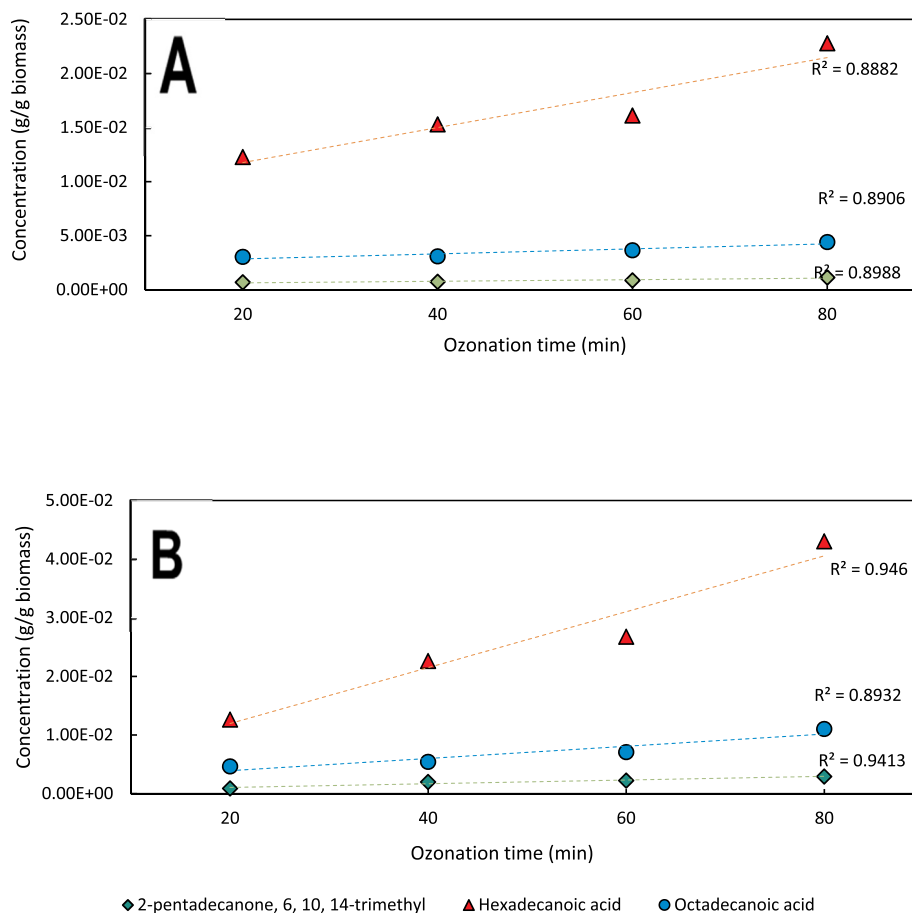 A
Concentration (g/g biomass)
2.50E-02
2.00E-02
1.50E-02
1.00E-02
5.00E-03
0.00E+00
R² = 0.8882
R² = 0.8906
R² = 0.8988
20 40 60 80
Ozonation time (min)
B
Concentration (g/g biomass)
5.00E-02
4.00E-02
3.00E-02
2.00E-02
1.00E-02
0.00E+00
R² = 0.946
R² = 0.8932
R² = 0.9413
20 40 60 80
Ozonation time (min)
2-pentadecanone, 6, 10, 14-trimethyl Hexadecanoic acid Octadecanoic acid